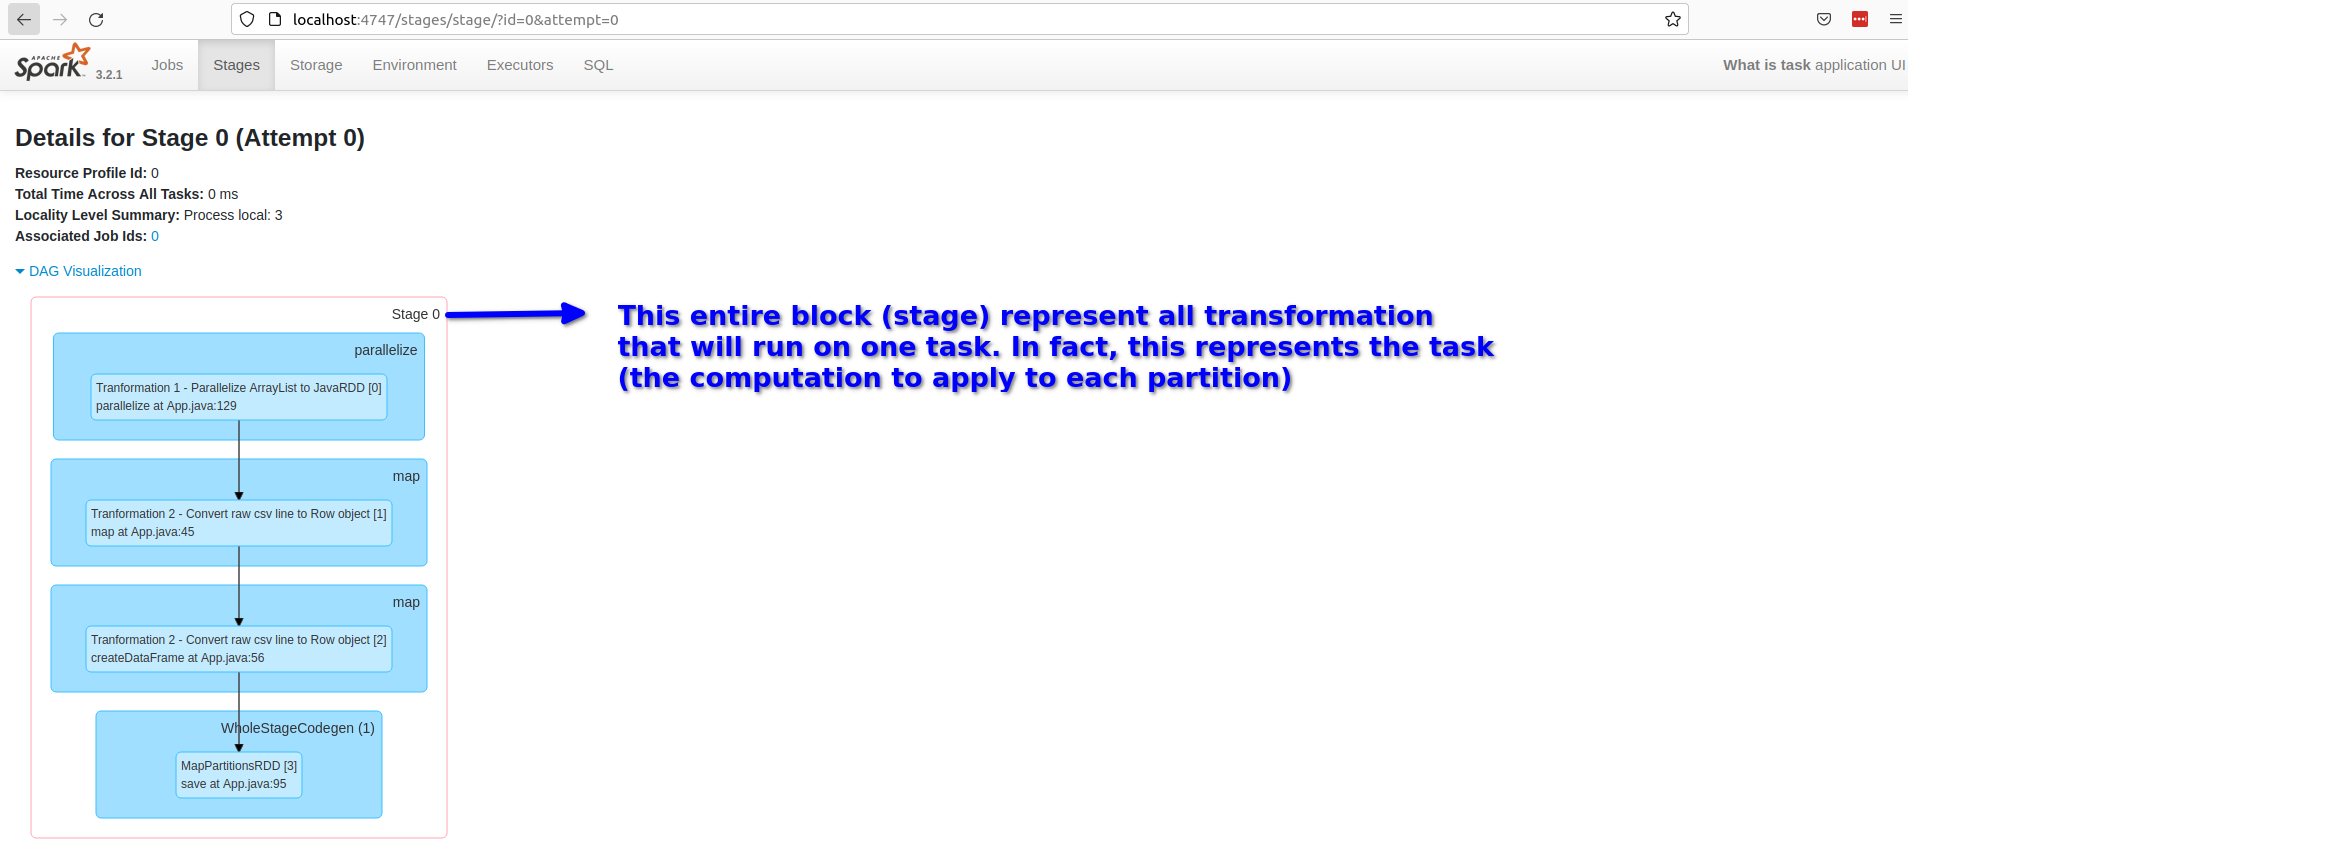 localhost:4747/stages/stage/?id=0&attempt=0
APACHE
Spark 3.2.1 Jobs Stages Storage Environment Executors SQL What is task application UI
Details for Stage 0 (Attempt 0)
Resource Profile Id: 0
Total Time Across All Tasks: 0 ms
Locality Level Summary: Process local: 3
Associated Job Ids: 0
DAG Visualization
Stage 0
parallelize
Tranformation 1 - Parallelize ArrayList to JavaRDD [0]
parallelize at App.java:129
map
Tranformation 2 - Convert raw csv line to Row object [1]
map at App.java:45
map
Tranformation 2 - Convert raw csv line to Row object [2]
createDataFrame at App.java:56
WholeStageCodegen (1)
MapPartitionsRDD [3]
save at App.java:95
This entire block (stage) represent all transformation
that will run on one task. In fact, this represents the task
(the computation to apply to each partition)